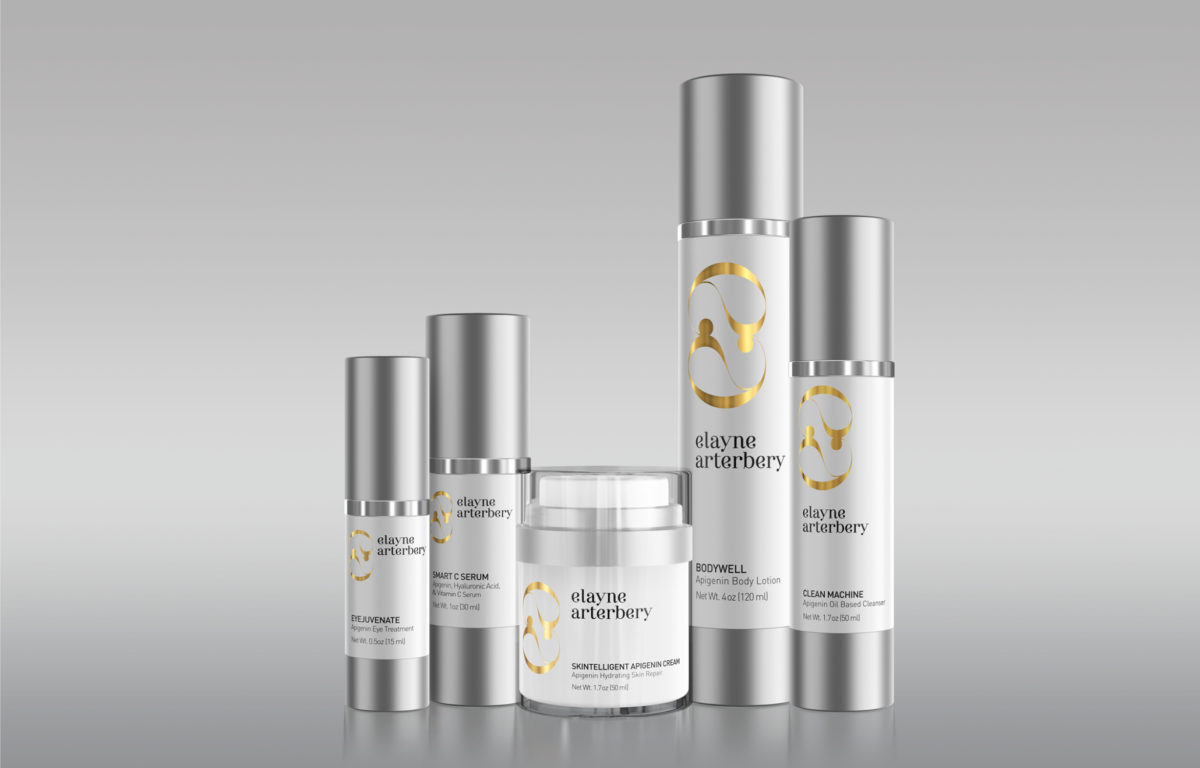 elayne
arterbery
EYEJUVENATE
Apigenin Eye Treatment
Net Wt. 0.5oz (15 ml)
elayne
arterbery
SMART C SERUM
Apigenin, Hyaluronic Acid,
& Vitamin C Serum
Net Wt. 1oz (30 ml)
elayne
arterbery
SKINTELLIGENT APIGENIN CREAM
Apigenin Hydrating Skin Repair
Net Wt. 1.7oz (50 ml)
elayne
arterbery
BODYWELL
Apigenin Body Lotion
Net Wt. 4oz (120 ml)
elayne
arterbery
CLEAN MACHINE
Apigenin Oil Based Cleanser
Net Wt. 1.7oz (50 ml)